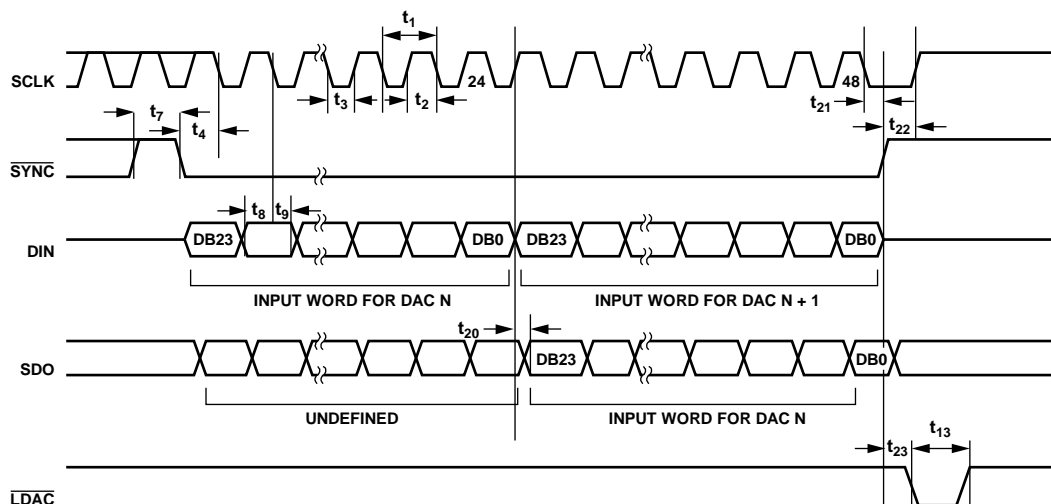 t1
SCLK
24
48
t3
t2
t21
t7
t4
t22
SYNC
t8
t9
DIN
DB23
DB0
DB23
DB0
INPUT WORD FOR DAC N
INPUT WORD FOR DAC N + 1
t20
SDO
DB23
DB0
UNDEFINED
INPUT WORD FOR DAC N
t13
t23
LDAC